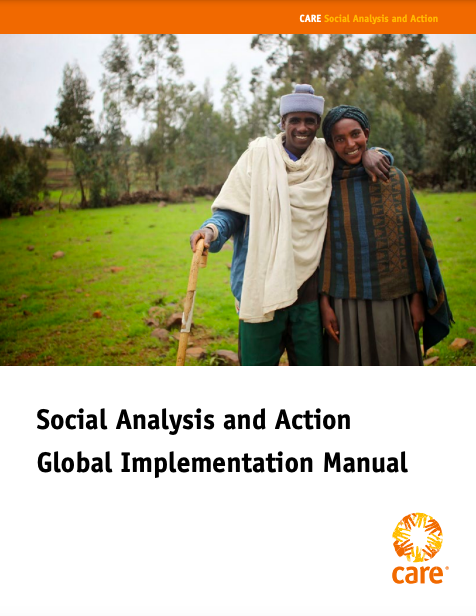 CARE Social Analysis and Action
Social Analysis and Action
Global Implementation Manual
care®